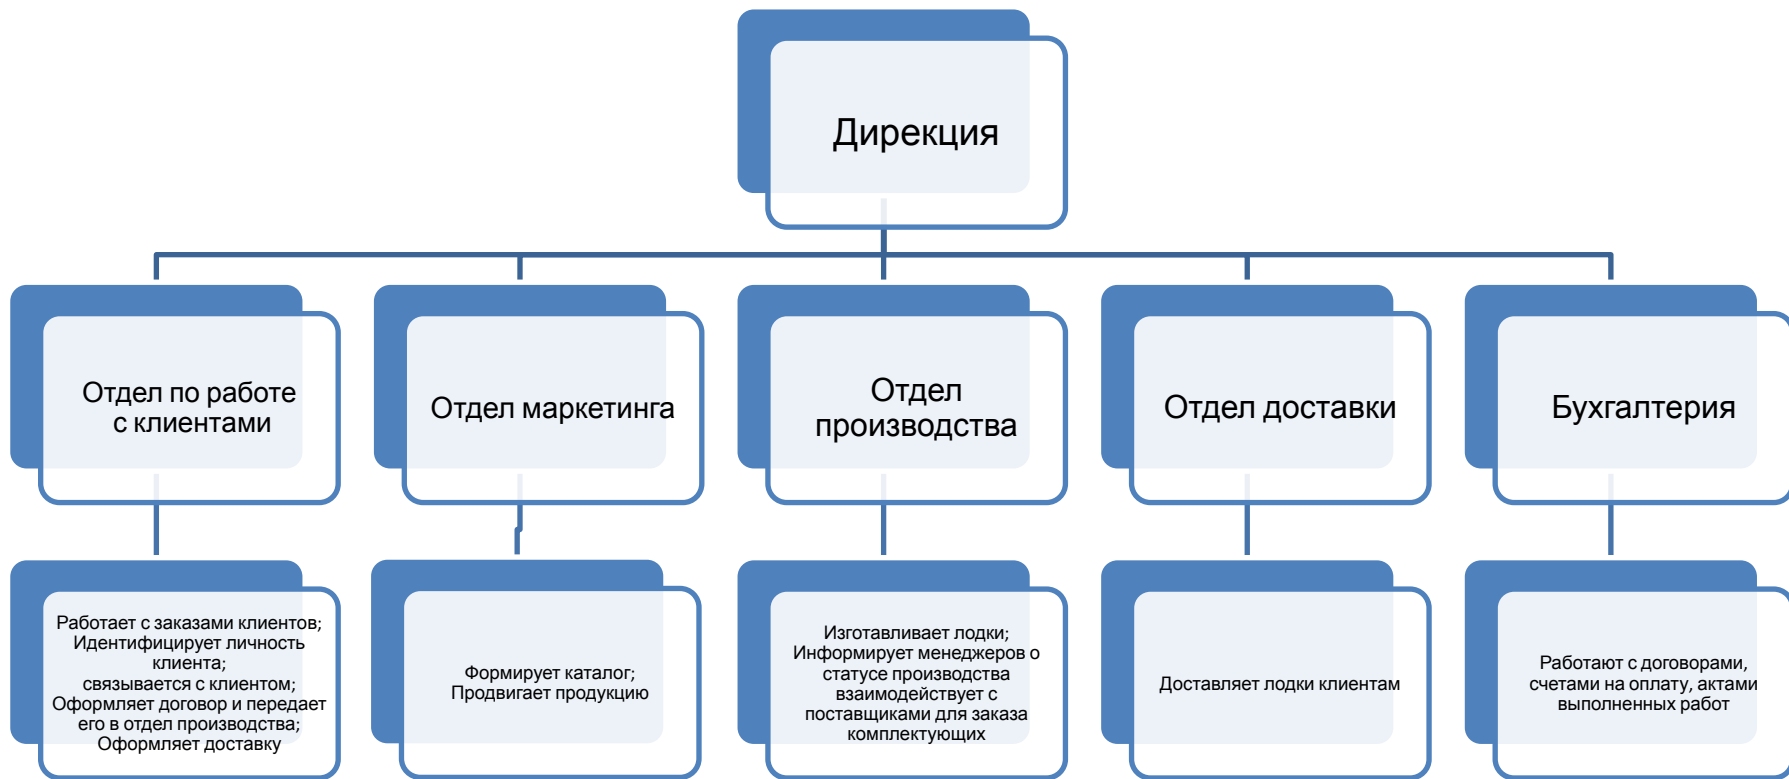 Дирекция
Отдел по работе
с клиентами
Отдел маркетинга
Отдел
производства
Отдел доставки
Бухгалтерия
Работает с заказами клиентов;
Идентифицирует личность
клиента;
связывается с клиентом;
Оформляет договор и передает
его в отдел производства;
Оформляет доставку
Формирует каталог;
Продвигает продукцию
Изготавливает лодки;
Информирует менеджеров о
статусе производства
взаимодействует с
поставщиками для заказа
комплектующих
Доставляет лодки клиентам
Работают с договорами,
счетами на оплату, актами
выполненных работ